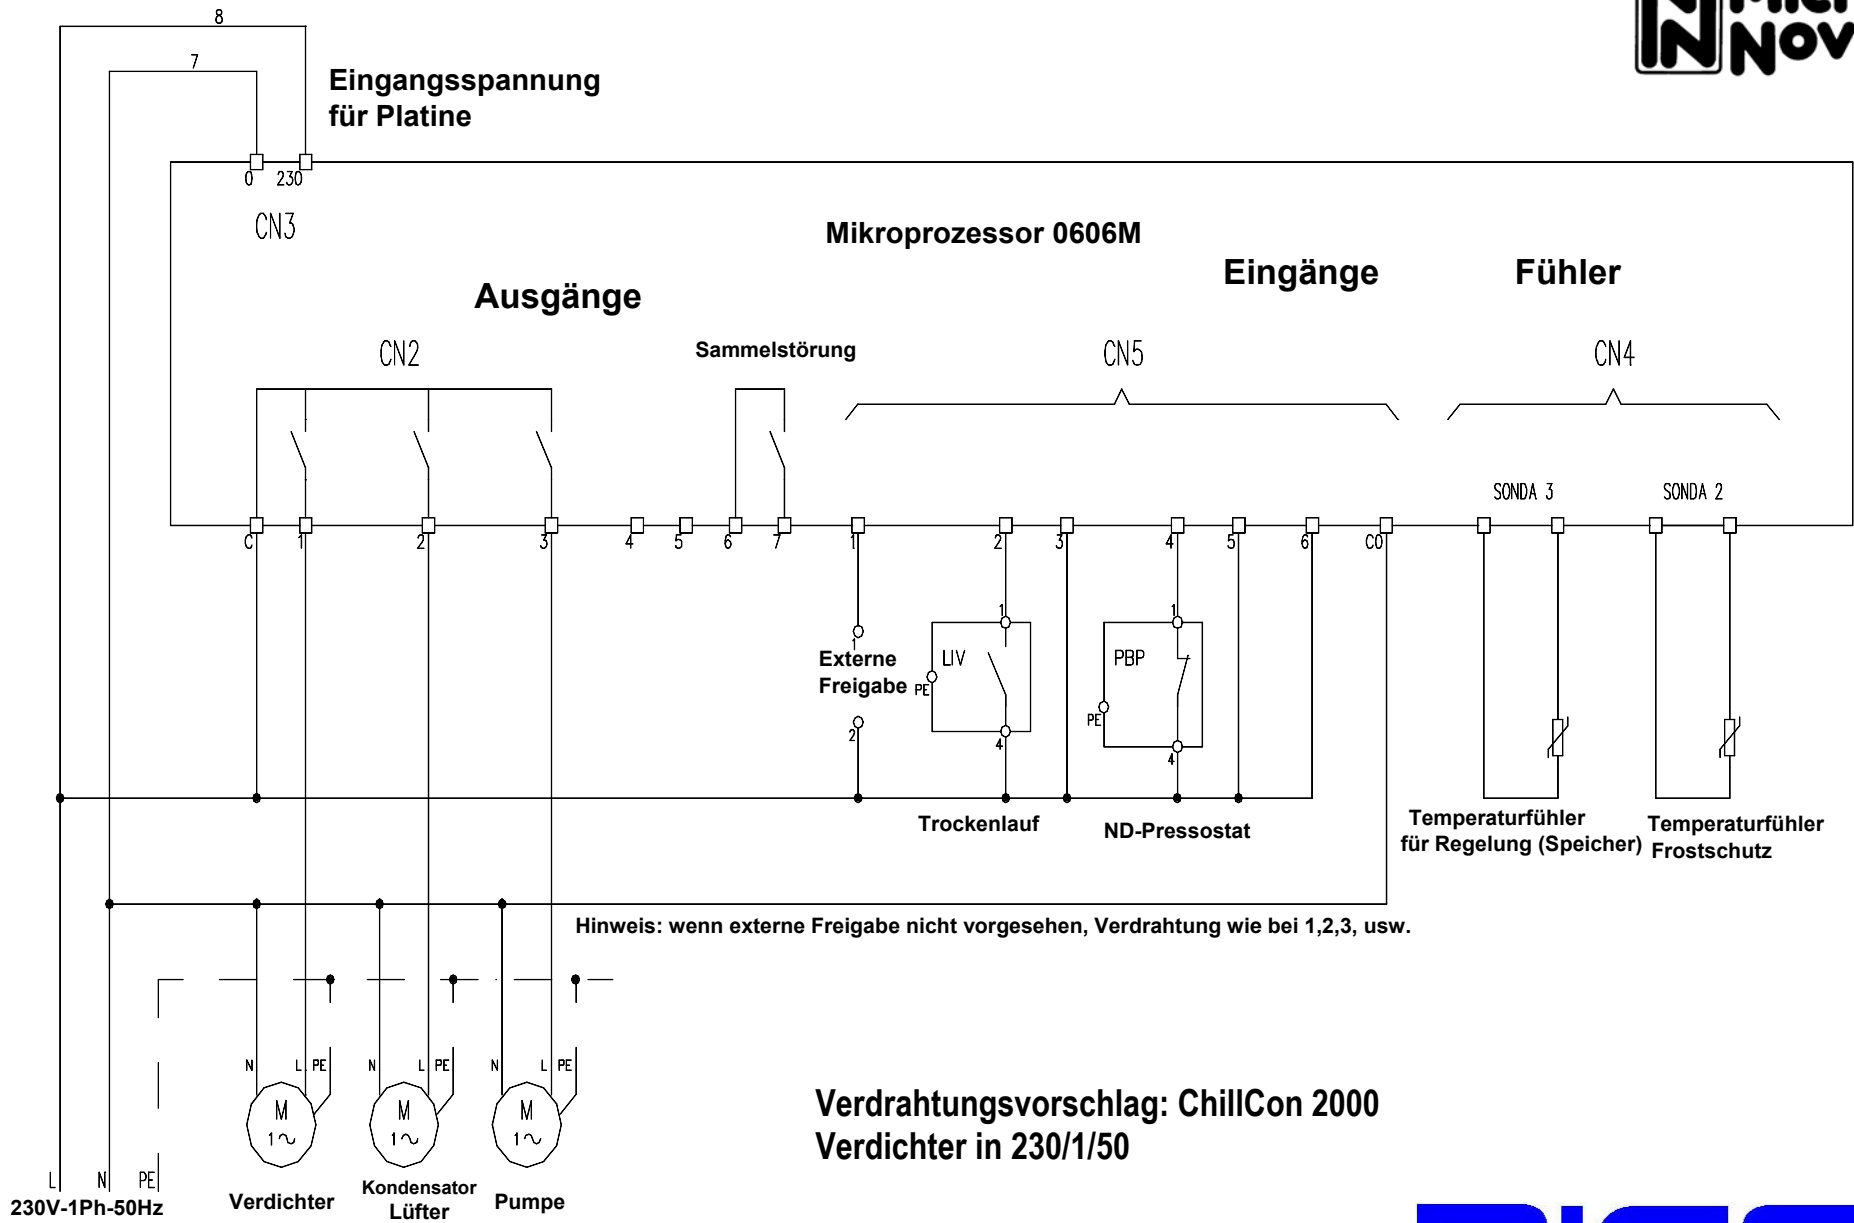 8
7
Eingangsspannung
für Platine
0 230
CN3
Mikroprozessor 0606M
Eingänge Fühler
Ausgänge
CN2 Sammelstörung CN5 CN4
SONDA 3 SONDA 2
C 1 2 3 4 5 6 7 1 2 3 4 5 6 C0
1 1
1
Externe
Freigabe
LIV
PBP
PE
PE
2
4
4
Trockenlauf
ND-Pressostat
Temperaturfühler
für Regelung (Speicher)
Temperaturfühler
Frostschutz
Hinweis: wenn externe Freigabe nicht vorgesehen, Verdrahtung wie bei 1,2,3, usw.
N L PE N L PE N L PE
M M M
1~ 1~ 1~
Verdrahtungsvorschlag: ChillCon 2000
Verdichter in 230/1/50
L N PE
230V-1Ph-50Hz
Verdichter
Kondensator
Lüfter
Pumpe